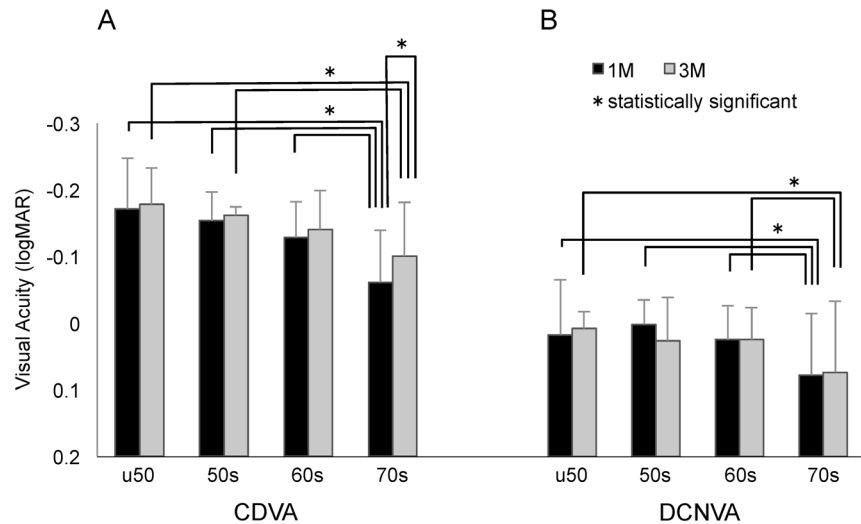 A
B
1M 3M
* statistically significant
*
*
*
*
*
*
Visual Acuity (logMAR)
-0.3
-0.2
-0.1
0
0.1
0.2
u50 50s 60s 70s
CDVA
u50 50s 60s 70s
DCNVA